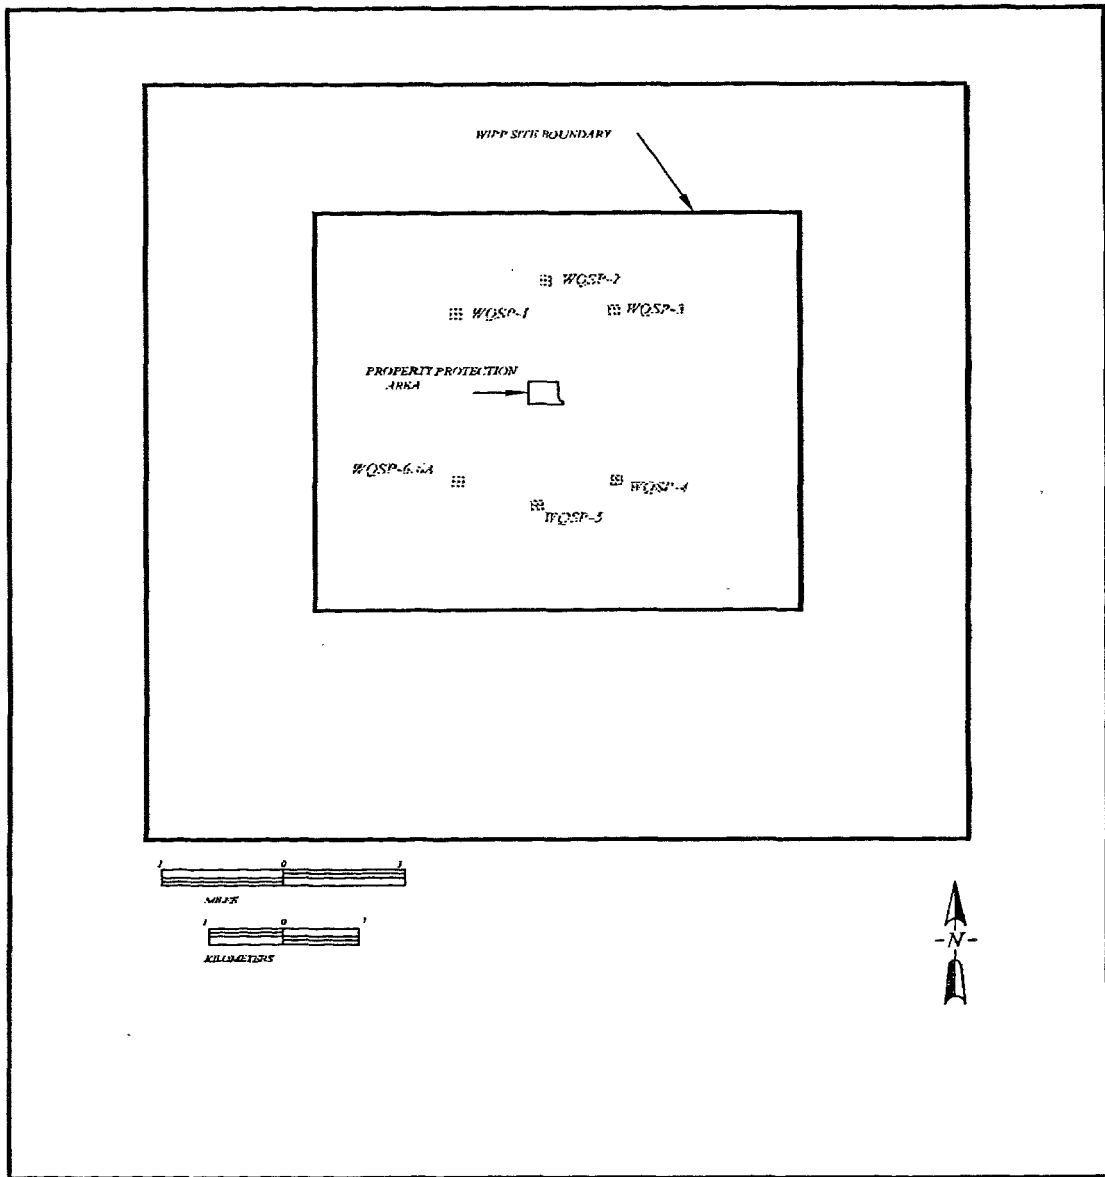 WIPP SITE BOUNDARY
WQSP-2
WQSP-1
WQSP-3
PROPERTY PROTECTION
AREA
WQSP-6,6A
WQSP-4
WQSP-5
1 0 1
MILES
1 0 1
KILOMETERS
-N-